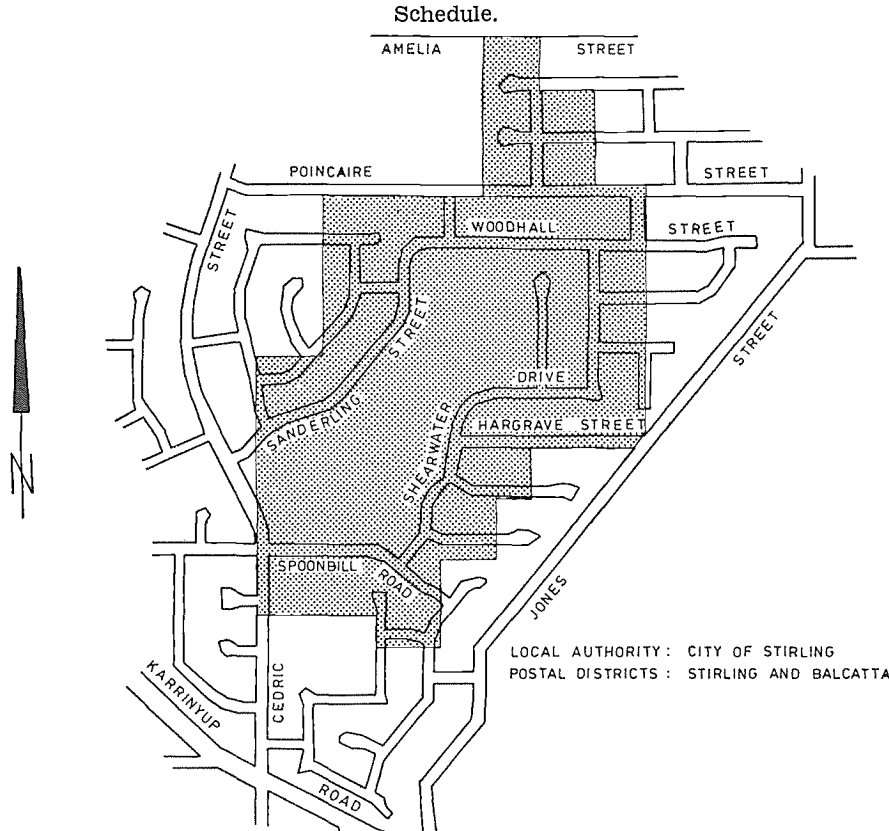 Schedule.
AMELIA STREET
POINCAIRE STREET
WOODHALL STREET
STREET
STREET
STREET
DRIVE
SANDERLING
HARGRAVE STREET
SHEARWATER
SPOONBILL ROAD
JONES
LOCAL AUTHORITY: CITY OF STIRLING
POSTAL DISTRICTS: STIRLING AND BALCATTA
KARRINYUP
CEDRIC
ROAD
N